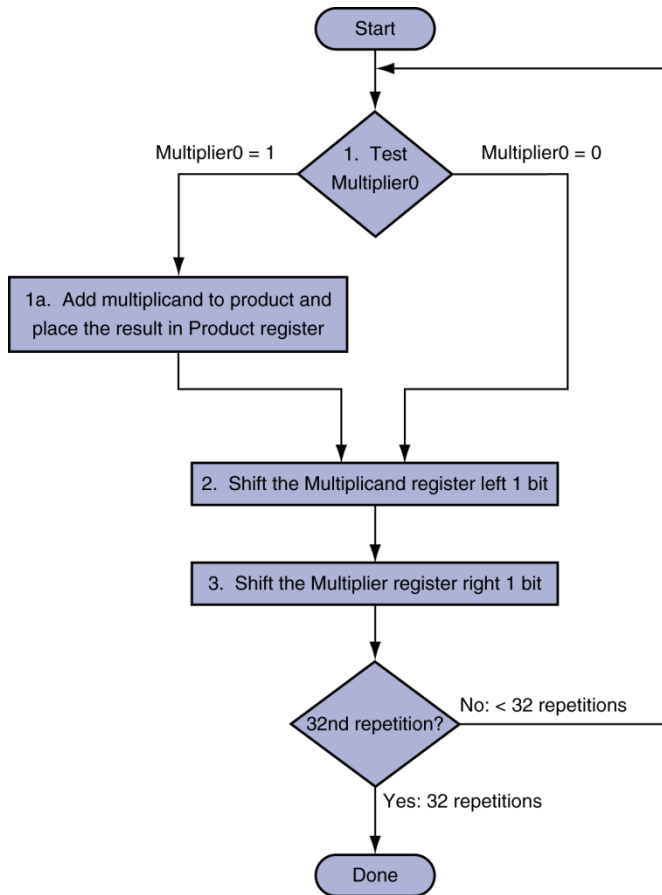 Start
Multiplier0 = 1
1. Test
Multiplier0
Multiplier0 = 0
1a. Add multiplicand to product and
place the result in Product register
2. Shift the Multiplicand register left 1 bit
3. Shift the Multiplier register right 1 bit
32nd repetition?
No: < 32 repetitions
Yes: 32 repetitions
Done